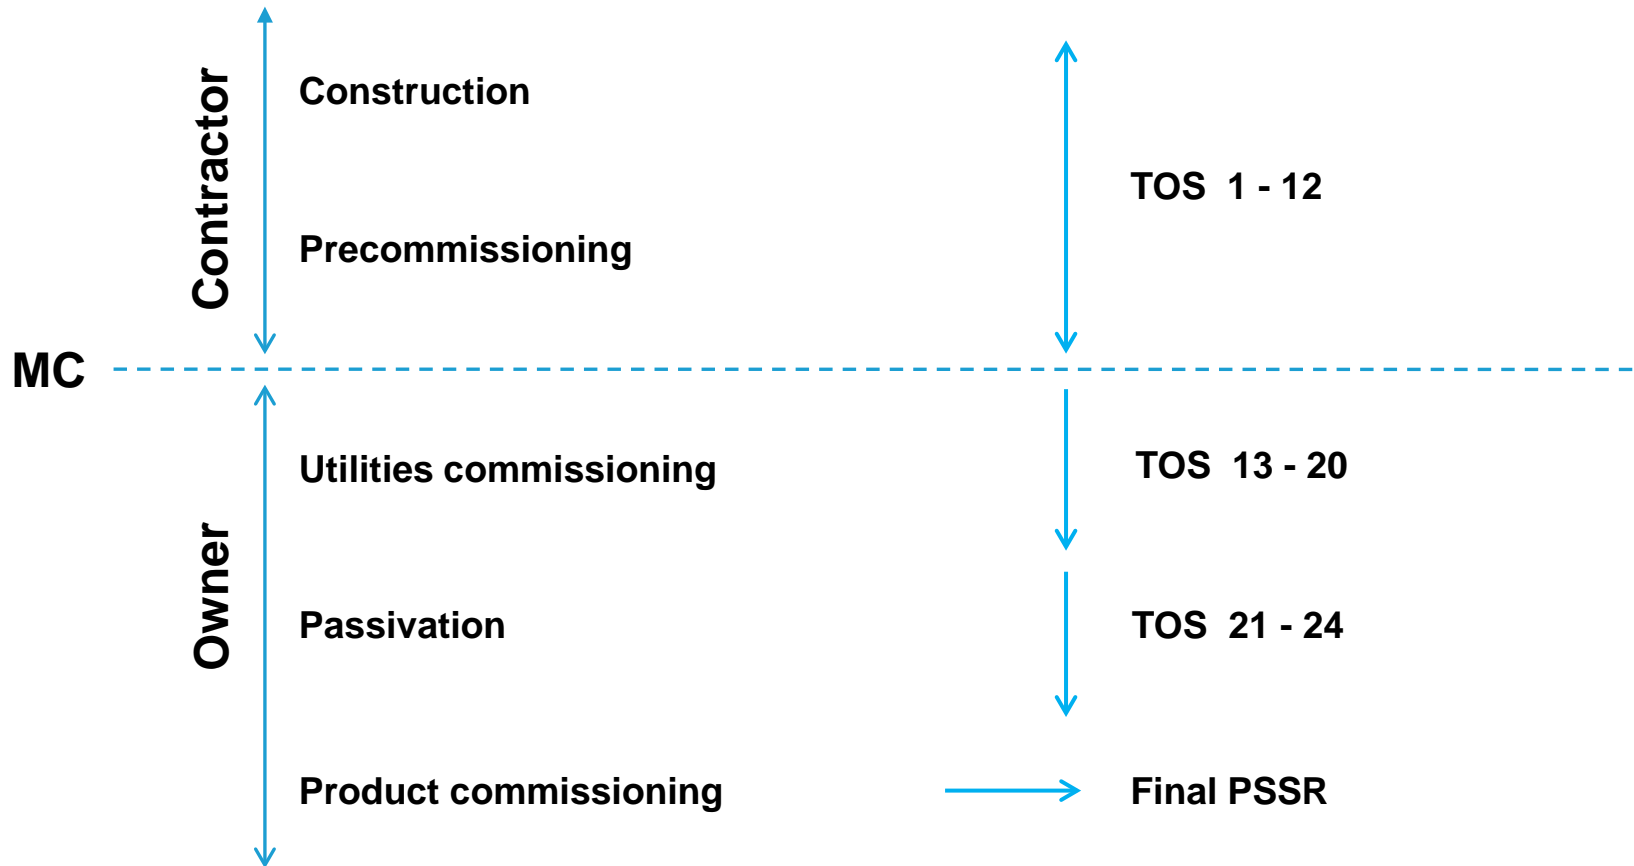 Contractor
Construction
TOS 1 - 12
Precommissioning
MC
Owner
Utilities commissioning
TOS 13 - 20
Passivation
TOS 21 - 24
Product commissioning
Final PSSR